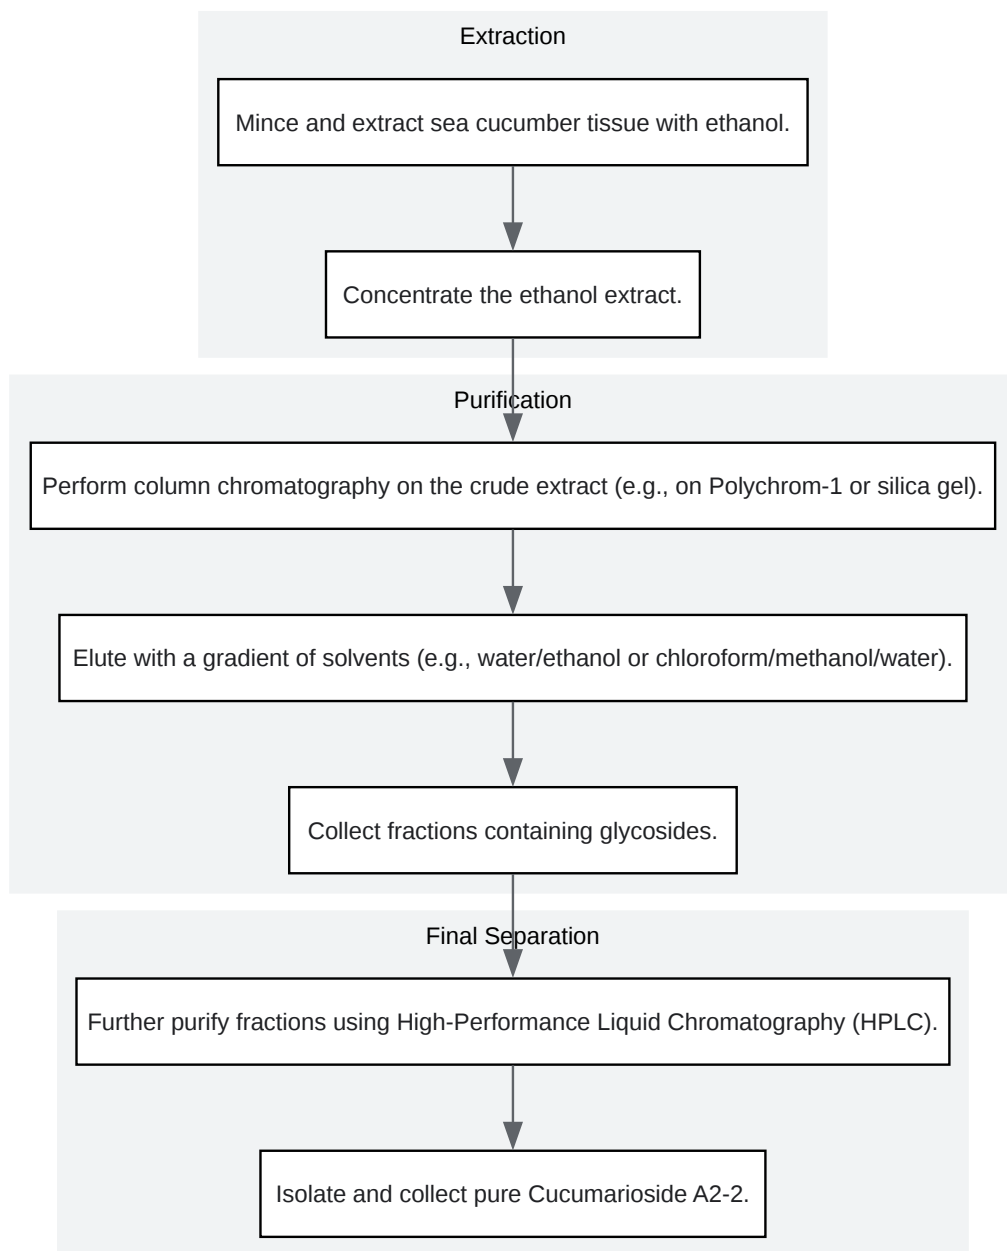 Extraction
Mince and extract sea cucumber tissue with ethanol.
Concentrate the ethanol extract.
Purification
Perform column chromatography on the crude extract (e.g., on Polychrom-1 or silica gel).
Elute with a gradient of solvents (e.g., water/ethanol or chloroform/methanol/water).
Collect fractions containing glycosides.
Final Separation
Further purify fractions using High-Performance Liquid Chromatography (HPLC).
Isolate and collect pure Cucumarioside A2-2.